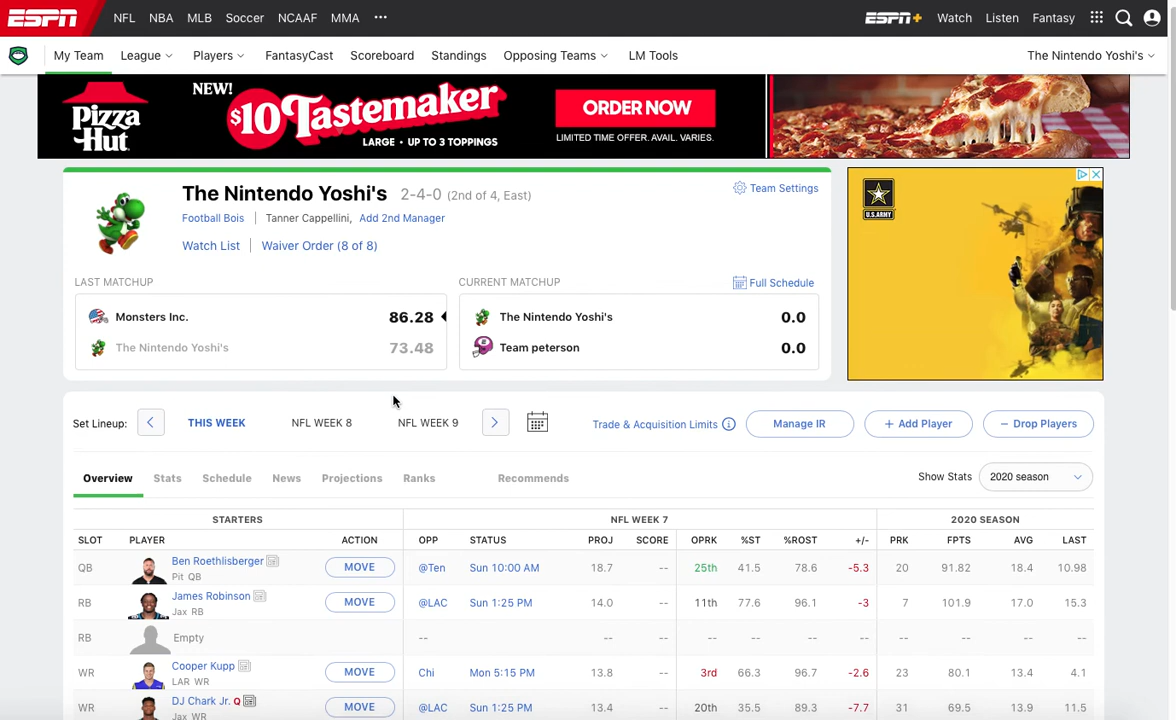 ESPN NFL NBA MLB Soccer NCAAF MMA ••• ESPN+ Watch Listen Fantasy
My Team League Players FantasyCast Scoreboard Standings Opposing Teams LM Tools The Nintendo Yoshi's
Pizza Hut NEW! $10 Tastemaker LARGE • UP TO 3 TOPPINGS ORDER NOW LIMITED TIME OFFER. AVAIL. VARIES.
The Nintendo Yoshi's 2-4-0 (2nd of 4, East) Team Settings
Football Bois | Tanner Cappellini, Add 2nd Manager
Watch List | Waiver Order (8 of 8)
U.S.ARMY
LAST MATCHUP CURRENT MATCHUP Full Schedule
Monsters Inc. 86.28 The Nintendo Yoshi's 0.0
The Nintendo Yoshi's 73.48 Team peterson 0.0
Set Lineup: THIS WEEK NFL WEEK 8 NFL WEEK 9 Trade & Acquisition Limits Manage IR + Add Player − Drop Players
Overview Stats Schedule News Projections Ranks Recommends Show Stats 2020 season
STARTERS NFL WEEK 7 2020 SEASON
SLOT PLAYER ACTION OPP STATUS PROJ SCORE OPRK %ST %ROST +/- PRK FPTS AVG LAST
QB Ben Roethlisberger MOVE @Ten Sun 10:00 AM 18.7 -- 25th 41.5 78.6 -5.3 20 91.82 18.4 10.98
Pit QB
RB James Robinson MOVE @LAC Sun 1:25 PM 14.0 -- 11th 77.6 96.1 -3 7 101.9 17.0 15.3
Jax RB
RB Empty -- -- -- -- -- -- -- -- -- -- -- --
WR Cooper Kupp MOVE Chi Mon 5:15 PM 13.8 -- 3rd 66.3 96.7 -2.6 23 80.1 13.4 4.1
LAR WR
WR DJ Chark Jr. Q MOVE @LAC Sun 1:25 PM 13.4 -- 20th 35.5 89.3 -7.7 31 69.5 13.9 11.5
Jax WR